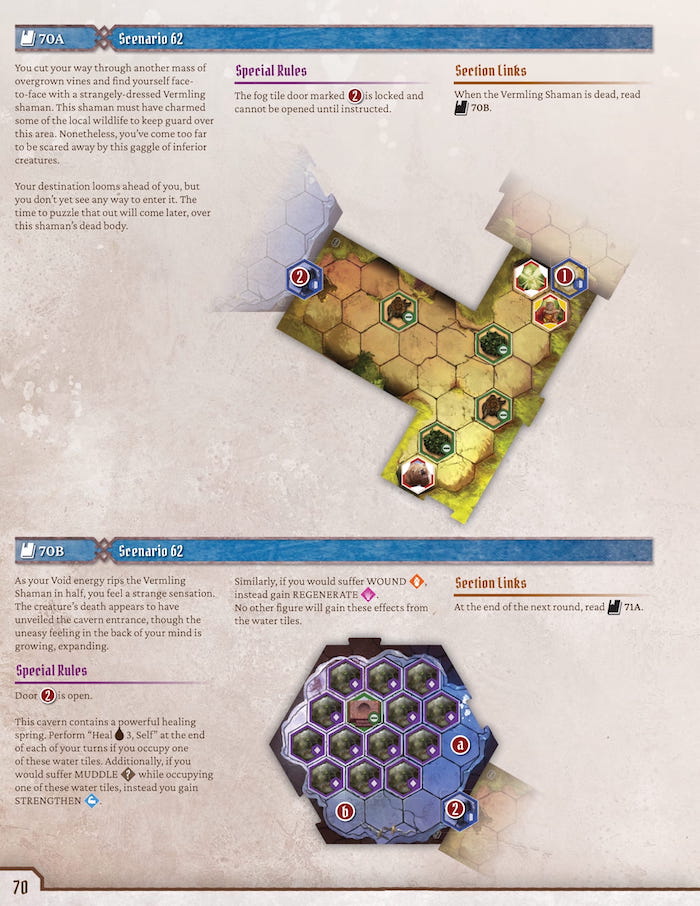 70A
Scenario 62
You cut your way through another mass of
overgrown vines and find yourself face-
to-face with a strangely-dressed Vermling
shaman. This shaman must have charmed
some of the local wildlife to keep guard over
this area. Nonetheless, you've come too far
to be scared away by this gaggle of inferior
creatures.
Your destination looms ahead of you, but
you don't yet see any way to enter it. The
time to puzzle that out will come later, over
this shaman's dead body.
Special Rules
The fog tile door marked 2 is locked and
cannot be opened until instructed.
Section Links
When the Vermling Shaman is dead, read
70B.
2
1
70B
Scenario 62
As your Void energy rips the Vermling
Shaman in half, you feel a strange sensation.
The creature's death appears to have
unveiled the cavern entrance, though the
uneasy feeling in the back of your mind is
growing, expanding.
Special Rules
Door 2 is open.
This cavern contains a powerful healing
spring. Perform "Heal 3, Self" at the end
of each of your turns if you occupy one
of these water tiles. Additionally, if you
would suffer MUDDLE ? while occupying
one of these water tiles, instead you gain
STRENGTHEN .
Similarly, if you would suffer WOUND ,
instead gain REGENERATE .
No other figure will gain these effects from
the water tiles.
Section Links
At the end of the next round, read 71A.
a
b
2
70